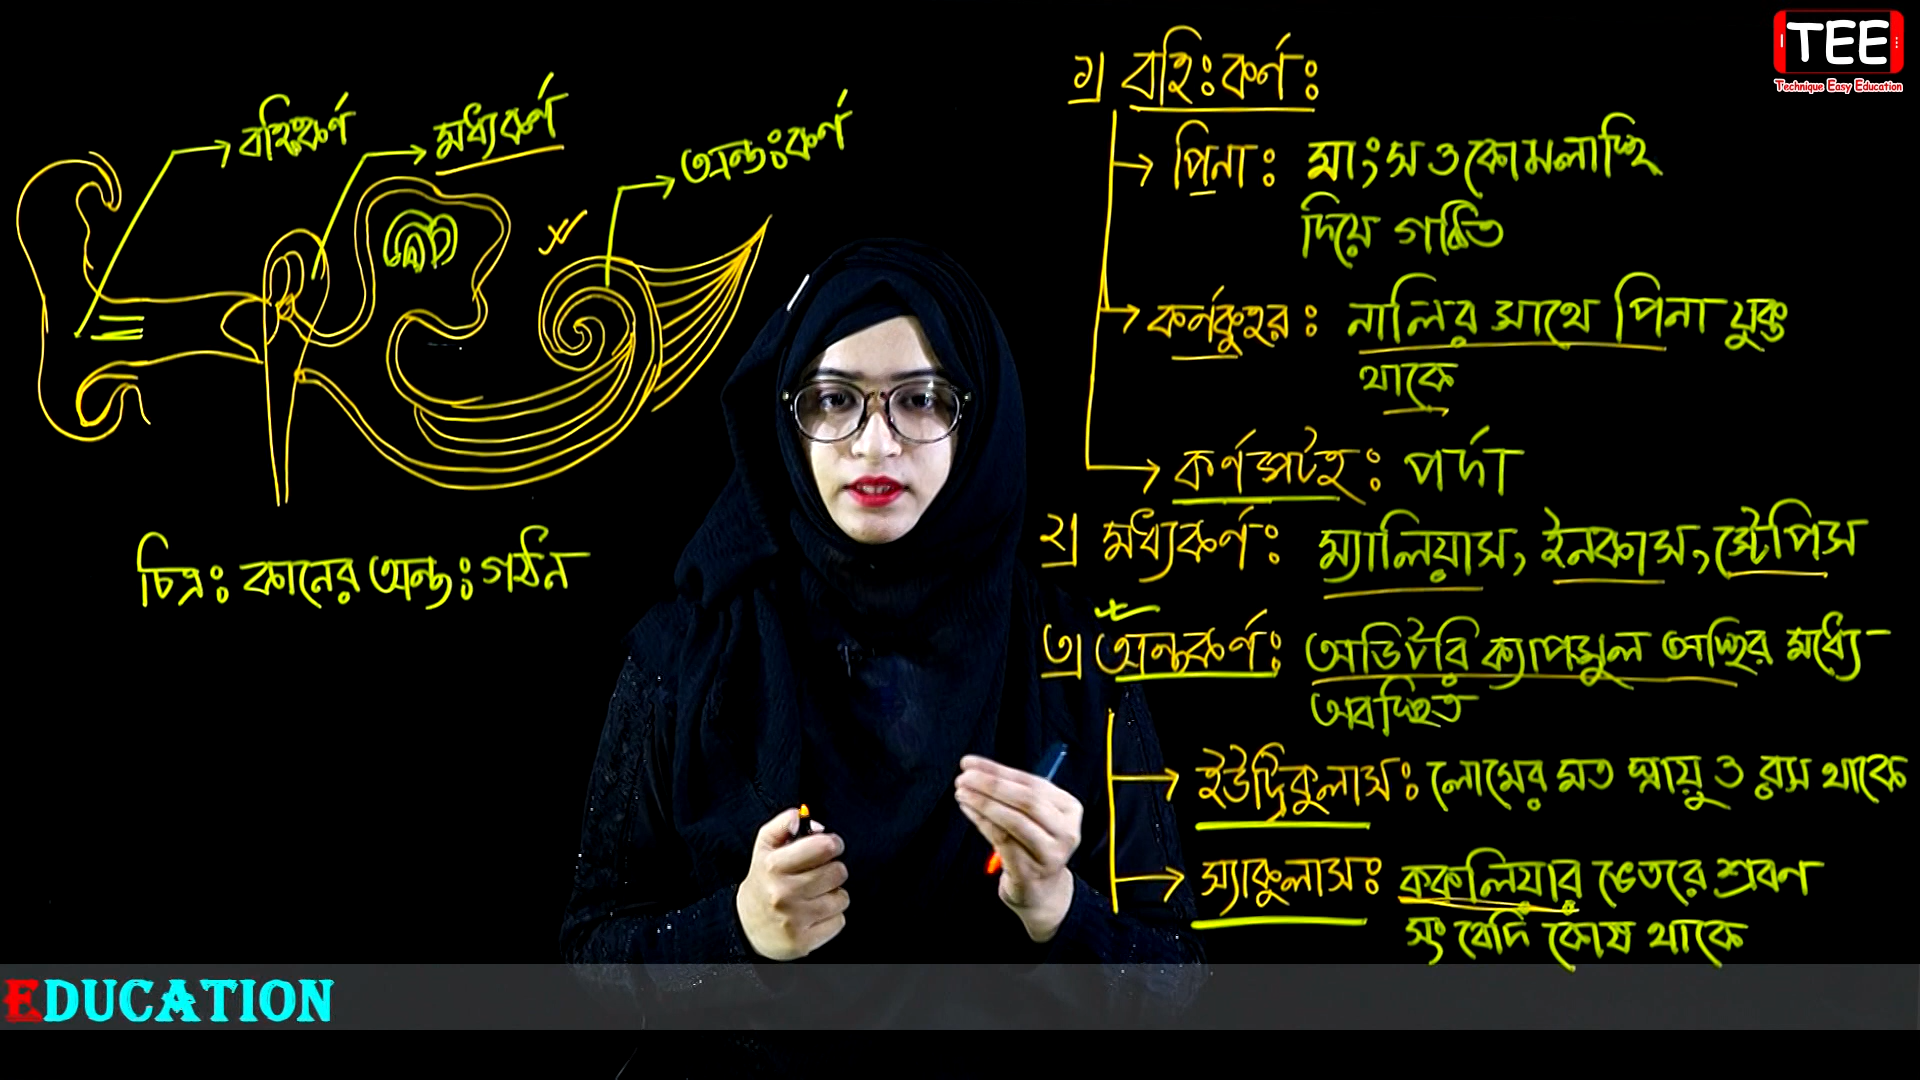 TEE
Technique Easy Education
বহিঃকর্ণ
মধ্যকর্ণ
অন্তঃকর্ণ
চিত্রঃ কানের অন্তঃগঠন
১) বহিঃকর্ণঃ
পিনাঃ মাংস ও কোমলাস্থি
দিয়ে গঠিত
কর্নকুহরঃ নালির সাথে পিনা যুক্ত
থাকে
কর্ণপটহঃ পর্দা
২) মধ্যকর্ণঃ ম্যালিয়াস, ইনকাস, স্টেপিস
৩) অন্তকর্ণঃ অডিটরি ক্যাপসুল অস্থির মধ্যে
অবস্থিত
ইউট্রিকুলাসঃ লোমের মত স্নায়ু ও রস থাকে
স্যাকুলাসঃ ককলিয়ার ভেতরে শ্রবণ
সংবেদি কোষ থাকে
EDUCATION